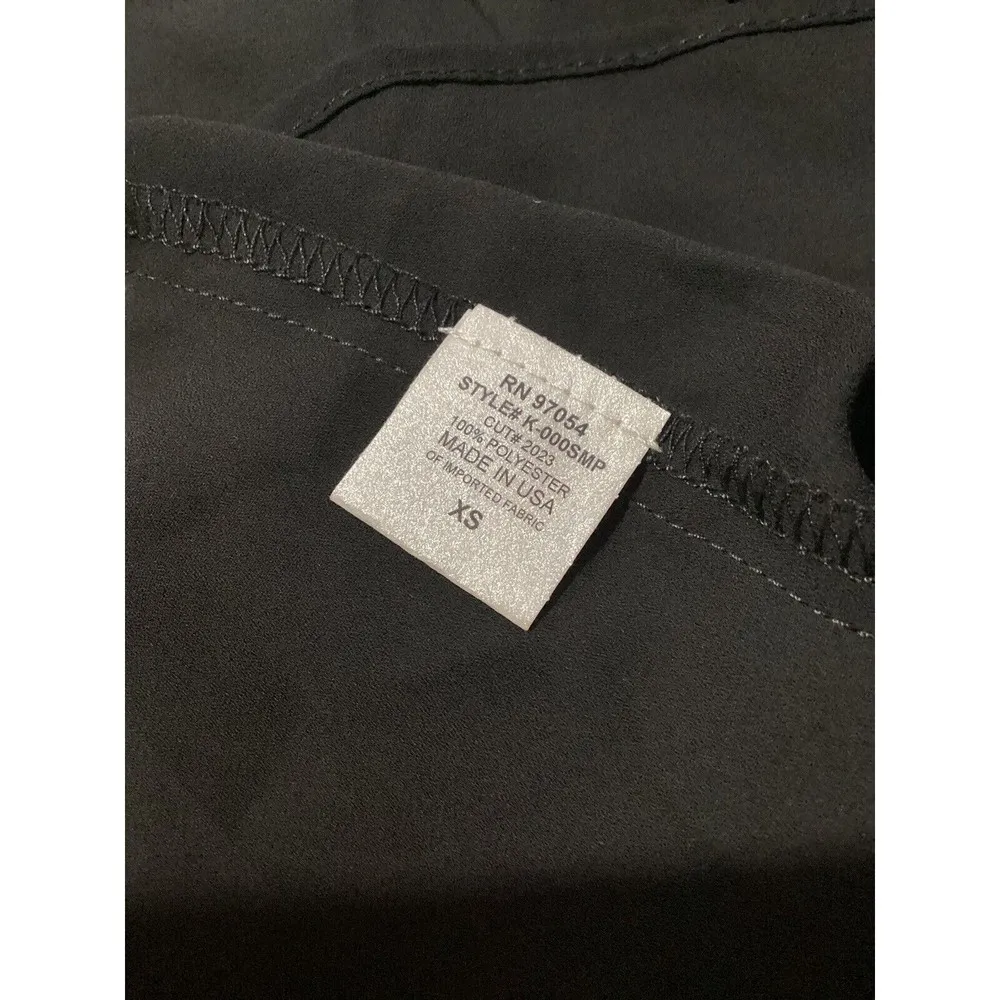 RN 97054
STYLE# K-000SMP
CUT# 2023
100% POLYESTER
MADE IN USA
OF IMPORTED FABRIC
XS